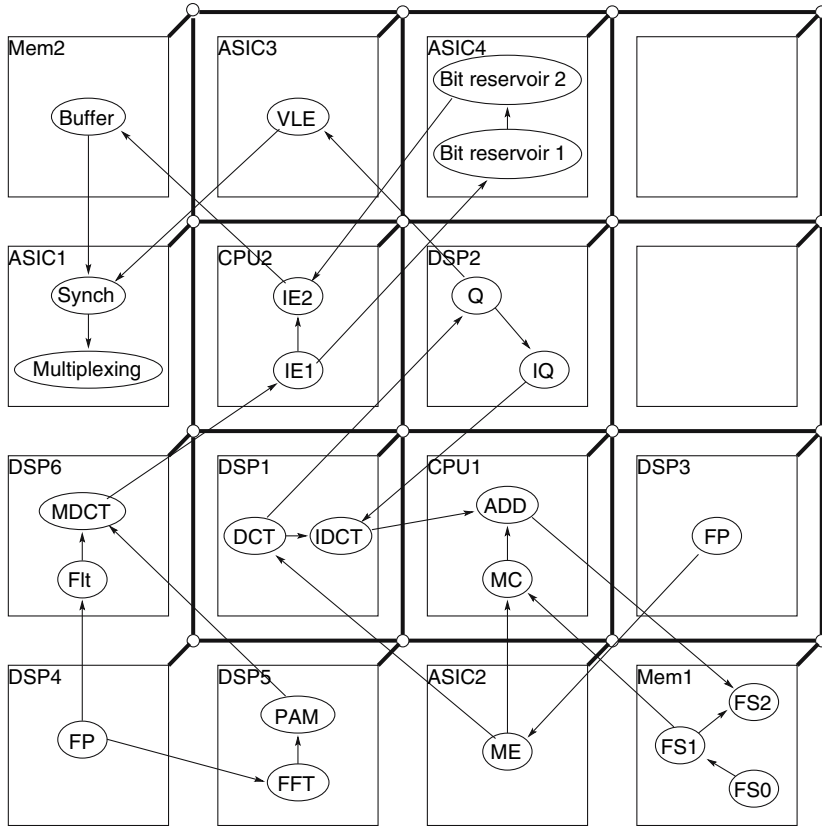 Mem2
ASIC3
ASIC4
Bit reservoir 2
Buffer
VLE
Bit reservoir 1
ASIC1
CPU2
DSP2
Synch
IE2
Q
Multiplexing
IE1
IQ
DSP6
DSP1
CPU1
DSP3
MDCT
ADD
DCT
IDCT
FP
Flt
MC
DSP4
DSP5
ASIC2
Mem1
FS2
PAM
FP
ME
FS1
FFT
FS0